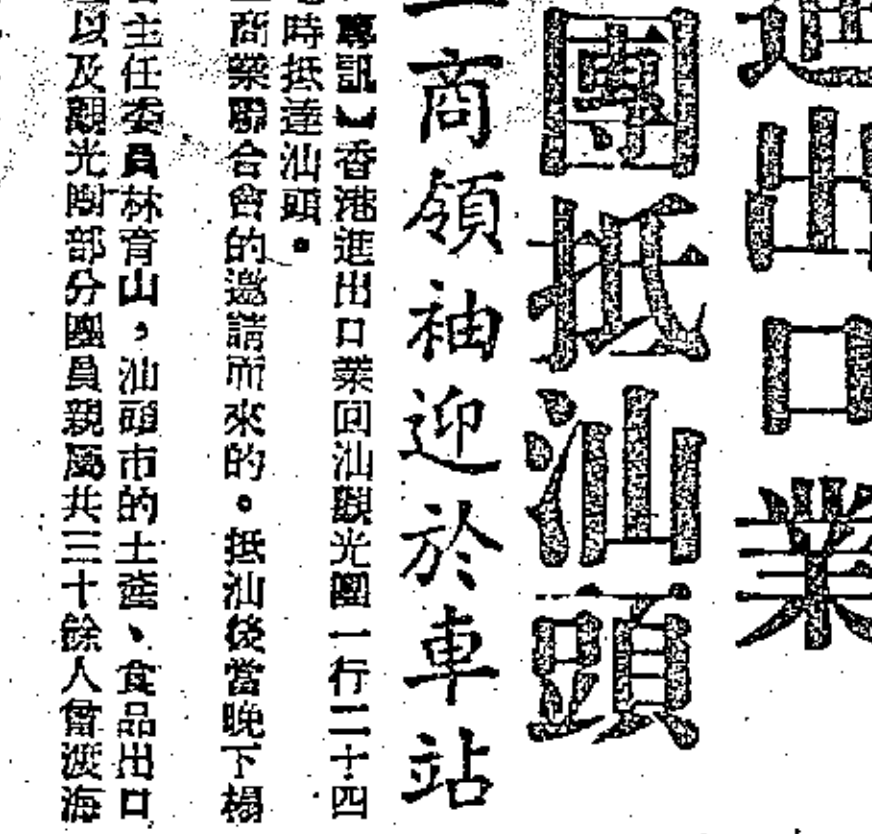 進出口業
團抵汕頭
商領袖迎於車站
專訊】香港進出口業回汕觀光團一行二十四
時抵達汕頭。
商業聯合會的邀請而來的。抵汕後當晚下榻
主任委員林育山,汕頭市的土產、食品出口
以及觀光團部分團員親屬共三十餘人曾渡海